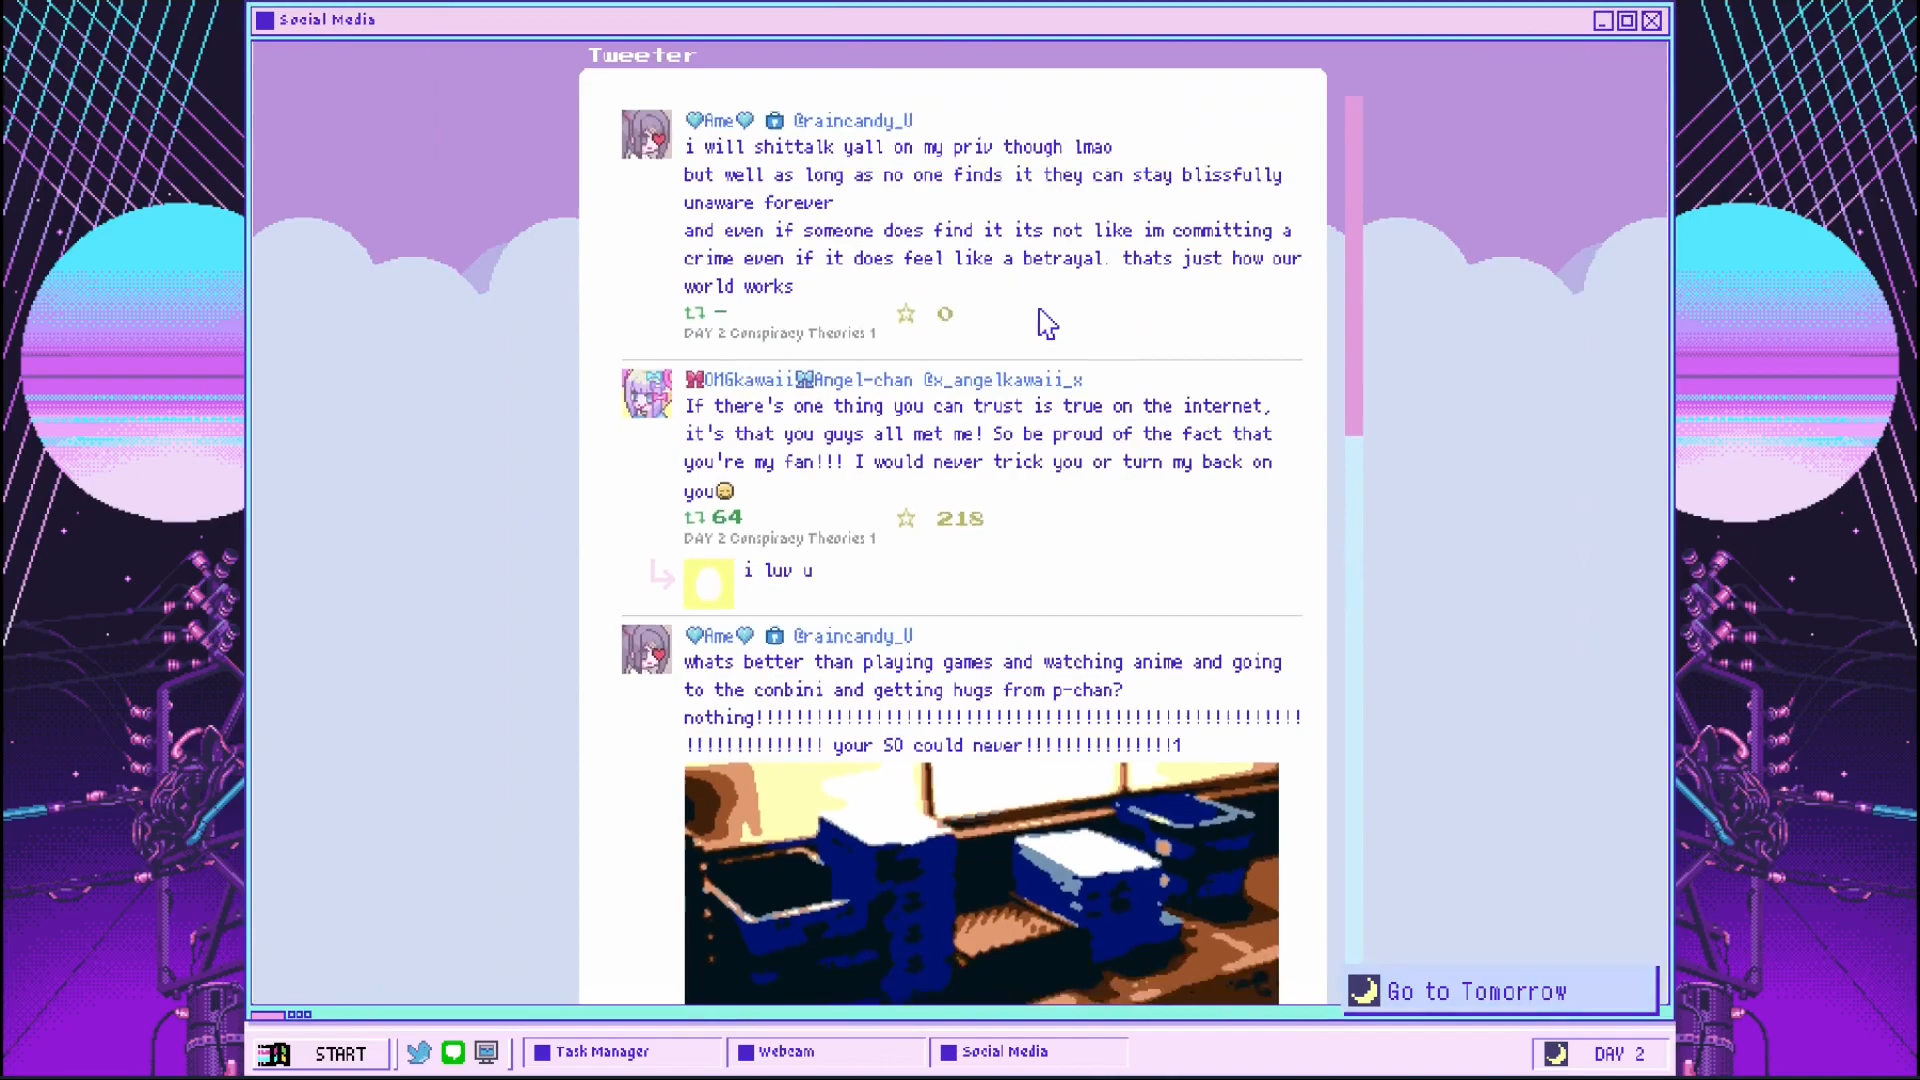 Social Media
Tweeter
Ame @raincandy_U
i will shittalk yall on my priv though lmao
but well as long as no one finds it they can stay blissfully
unaware forever
and even if someone does find it its not like im committing a
crime even if it does feel like a betrayal. thats just how our
world works
-
0
DAY 2 Conspiracy Theories 1
OMGkawaii Angel-chan @x_angelkawaii_x
If there's one thing you can trust is true on the internet,
it's that you guys all met me! So be proud of the fact that
you're my fan!!! I would never trick you or turn my back on
you
64
218
DAY 2 Conspiracy Theories 1
i luv u
Ame @raincandy_U
whats better than playing games and watching anime and going
to the conbini and getting hugs from p-chan?
nothing!!!!!!!!!!!!!!!!!!!!!!!!!!!!!!!!!!!!!!!!!!!!!!!!!!!!!!!
!!!!!!!!!!!!!! your SO could never!!!!!!!!!!!!!!!1
Go to Tomorrow
START
Task Manager
Webcam
Social Media
DAY 2